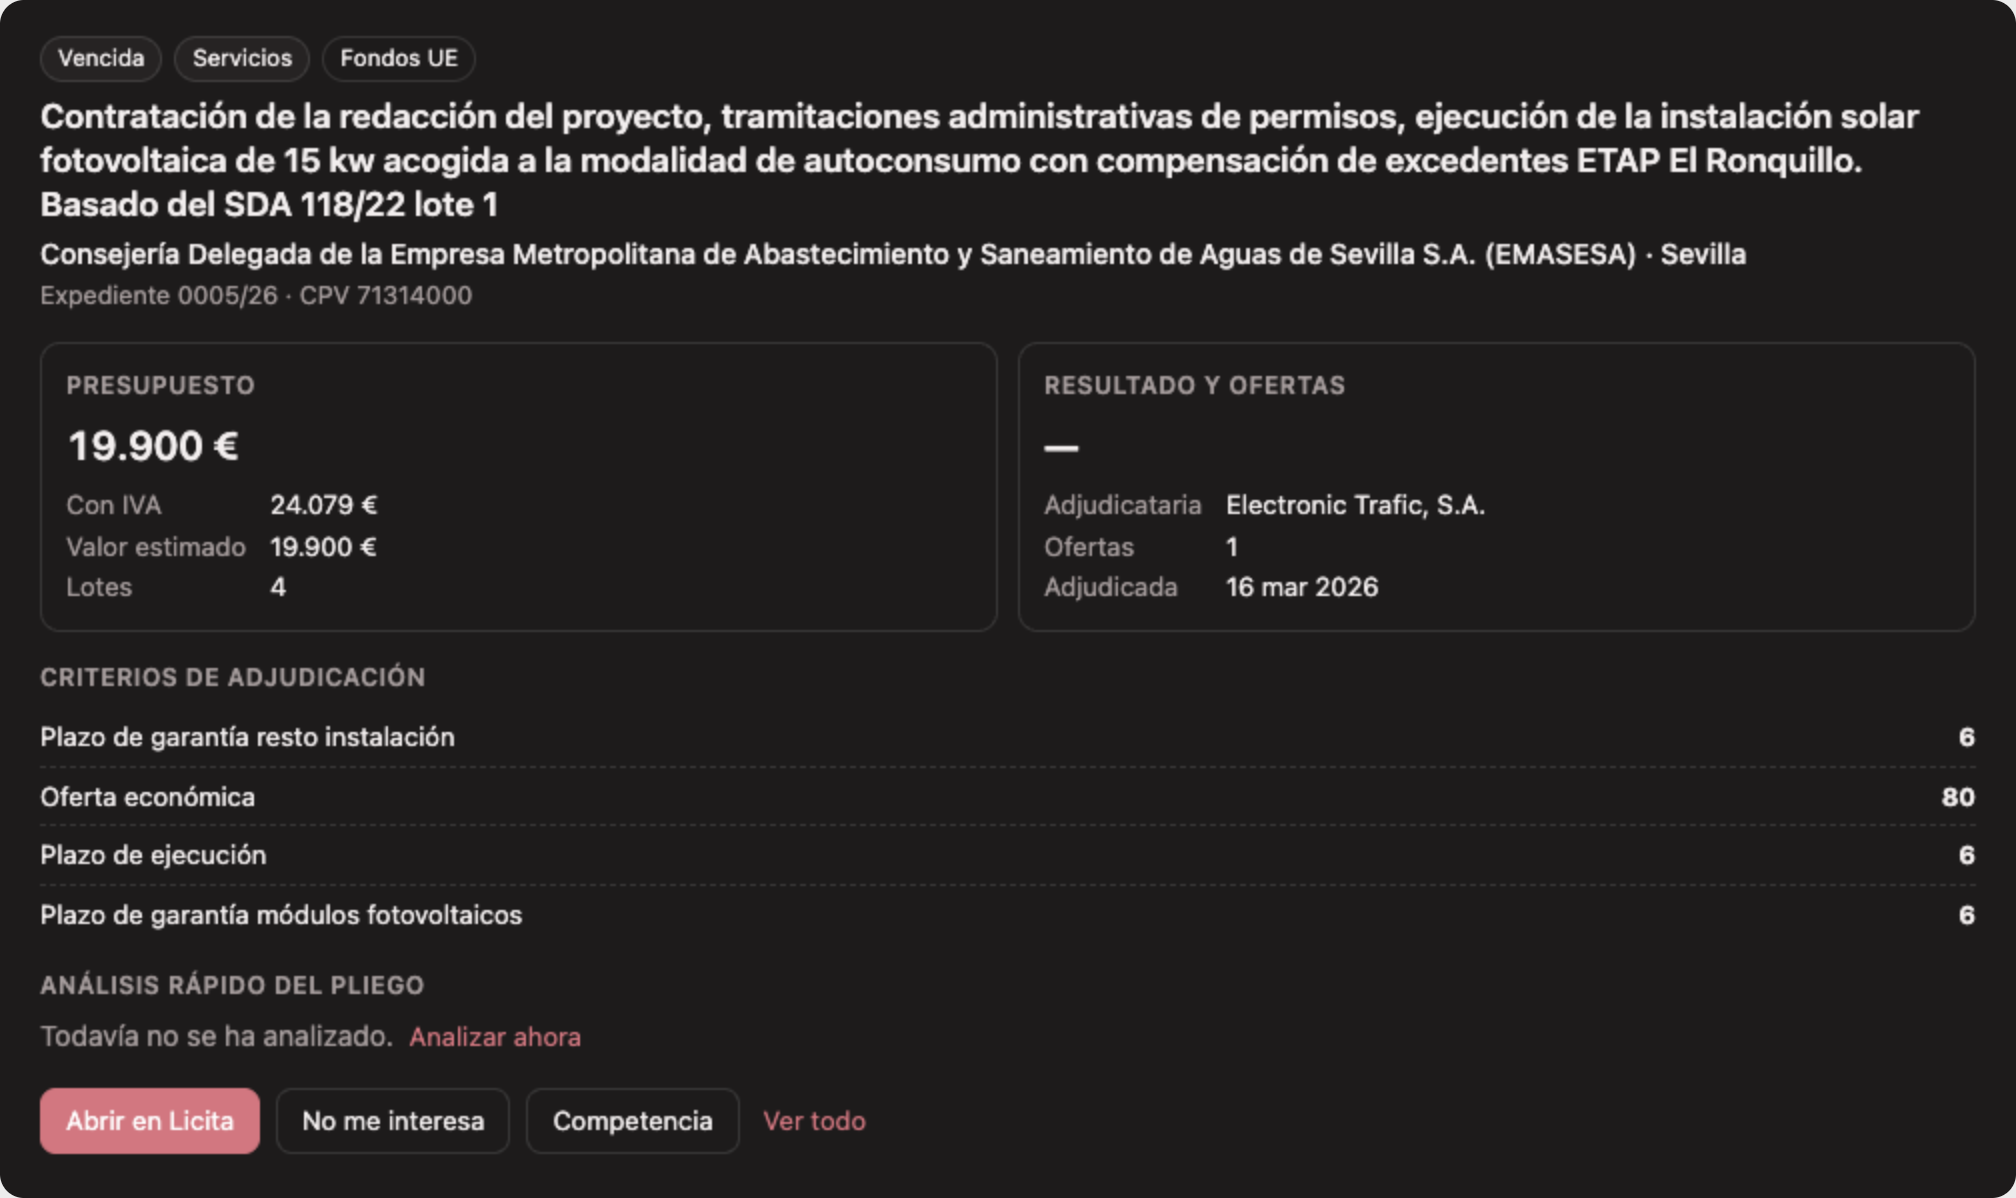 Vencida Servicios Fondos UE
Contratación de la redacción del proyecto, tramitaciones administrativas de permisos, ejecución de la instalación solar
fotovoltaica de 15 kw acogida a la modalidad de autoconsumo con compensación de excedentes ETAP El Ronquillo.
Basado del SDA 118/22 lote 1
Consejería Delegada de la Empresa Metropolitana de Abastecimiento y Saneamiento de Aguas de Sevilla S.A. (EMASESA) · Sevilla
Expediente 0005/26 · CPV 71314000
PRESUPUESTO
19.900 €
Con IVA 24.079 €
Valor estimado 19.900 €
Lotes 4
RESULTADO Y OFERTAS
—
Adjudicataria Electronic Trafic, S.A.
Ofertas 1
Adjudicada 16 mar 2026
CRITERIOS DE ADJUDICACIÓN
Plazo de garantía resto instalación 6
Oferta económica 80
Plazo de ejecución 6
Plazo de garantía módulos fotovoltaicos 6
ANÁLISIS RÁPIDO DEL PLIEGO
Todavía no se ha analizado. Analizar ahora
Abrir en Licita No me interesa Competencia Ver todo